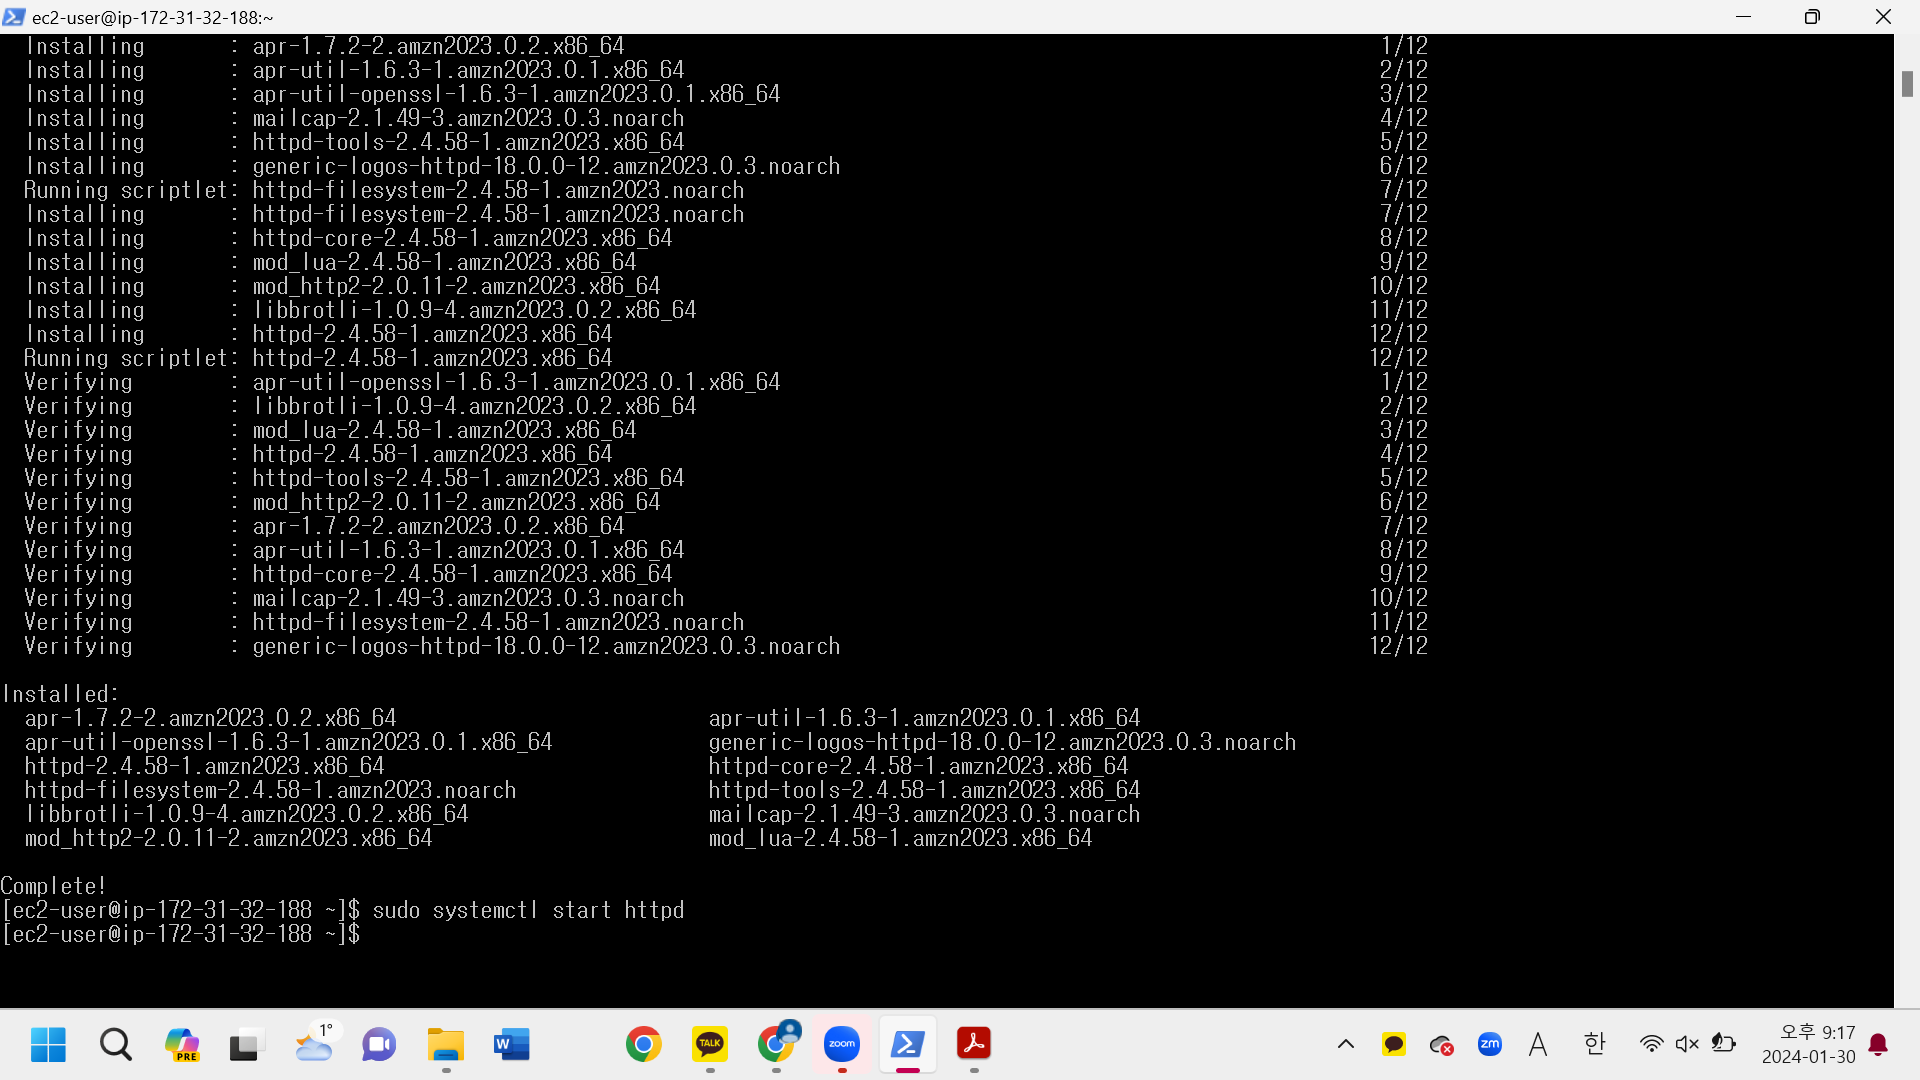 ec2-user@ip-172-31-32-188:~
Installing : apr-1.7.2-2.amzn2023.0.2.x86_64 1/12
Installing : apr-util-1.6.3-1.amzn2023.0.1.x86_64 2/12
Installing : apr-util-openssl-1.6.3-1.amzn2023.0.1.x86_64 3/12
Installing : mailcap-2.1.49-3.amzn2023.0.3.noarch 4/12
Installing : httpd-tools-2.4.58-1.amzn2023.x86_64 5/12
Installing : generic-logos-httpd-18.0.0-12.amzn2023.0.3.noarch 6/12
Running scriptlet: httpd-filesystem-2.4.58-1.amzn2023.noarch 7/12
Installing : httpd-filesystem-2.4.58-1.amzn2023.noarch 7/12
Installing : httpd-core-2.4.58-1.amzn2023.x86_64 8/12
Installing : mod_lua-2.4.58-1.amzn2023.x86_64 9/12
Installing : mod_http2-2.0.11-2.amzn2023.x86_64 10/12
Installing : libbrotli-1.0.9-4.amzn2023.0.2.x86_64 11/12
Installing : httpd-2.4.58-1.amzn2023.x86_64 12/12
Running scriptlet: httpd-2.4.58-1.amzn2023.x86_64 12/12
Verifying : apr-util-openssl-1.6.3-1.amzn2023.0.1.x86_64 1/12
Verifying : libbrotli-1.0.9-4.amzn2023.0.2.x86_64 2/12
Verifying : mod_lua-2.4.58-1.amzn2023.x86_64 3/12
Verifying : httpd-2.4.58-1.amzn2023.x86_64 4/12
Verifying : httpd-tools-2.4.58-1.amzn2023.x86_64 5/12
Verifying : mod_http2-2.0.11-2.amzn2023.x86_64 6/12
Verifying : apr-1.7.2-2.amzn2023.0.2.x86_64 7/12
Verifying : apr-util-1.6.3-1.amzn2023.0.1.x86_64 8/12
Verifying : httpd-core-2.4.58-1.amzn2023.x86_64 9/12
Verifying : mailcap-2.1.49-3.amzn2023.0.3.noarch 10/12
Verifying : httpd-filesystem-2.4.58-1.amzn2023.noarch 11/12
Verifying : generic-logos-httpd-18.0.0-12.amzn2023.0.3.noarch 12/12
Installed:
apr-1.7.2-2.amzn2023.0.2.x86_64 apr-util-1.6.3-1.amzn2023.0.1.x86_64
apr-util-openssl-1.6.3-1.amzn2023.0.1.x86_64 generic-logos-httpd-18.0.0-12.amzn2023.0.3.noarch
httpd-2.4.58-1.amzn2023.x86_64 httpd-core-2.4.58-1.amzn2023.x86_64
httpd-filesystem-2.4.58-1.amzn2023.noarch httpd-tools-2.4.58-1.amzn2023.x86_64
libbrotli-1.0.9-4.amzn2023.0.2.x86_64 mailcap-2.1.49-3.amzn2023.0.3.noarch
mod_http2-2.0.11-2.amzn2023.x86_64 mod_lua-2.4.58-1.amzn2023.x86_64
Complete!
[ec2-user@ip-172-31-32-188 ~]$ sudo systemctl start httpd
[ec2-user@ip-172-31-32-188 ~]$
PRE 1° W TALK zoom zm A 한 오후 9:17
2024-01-30